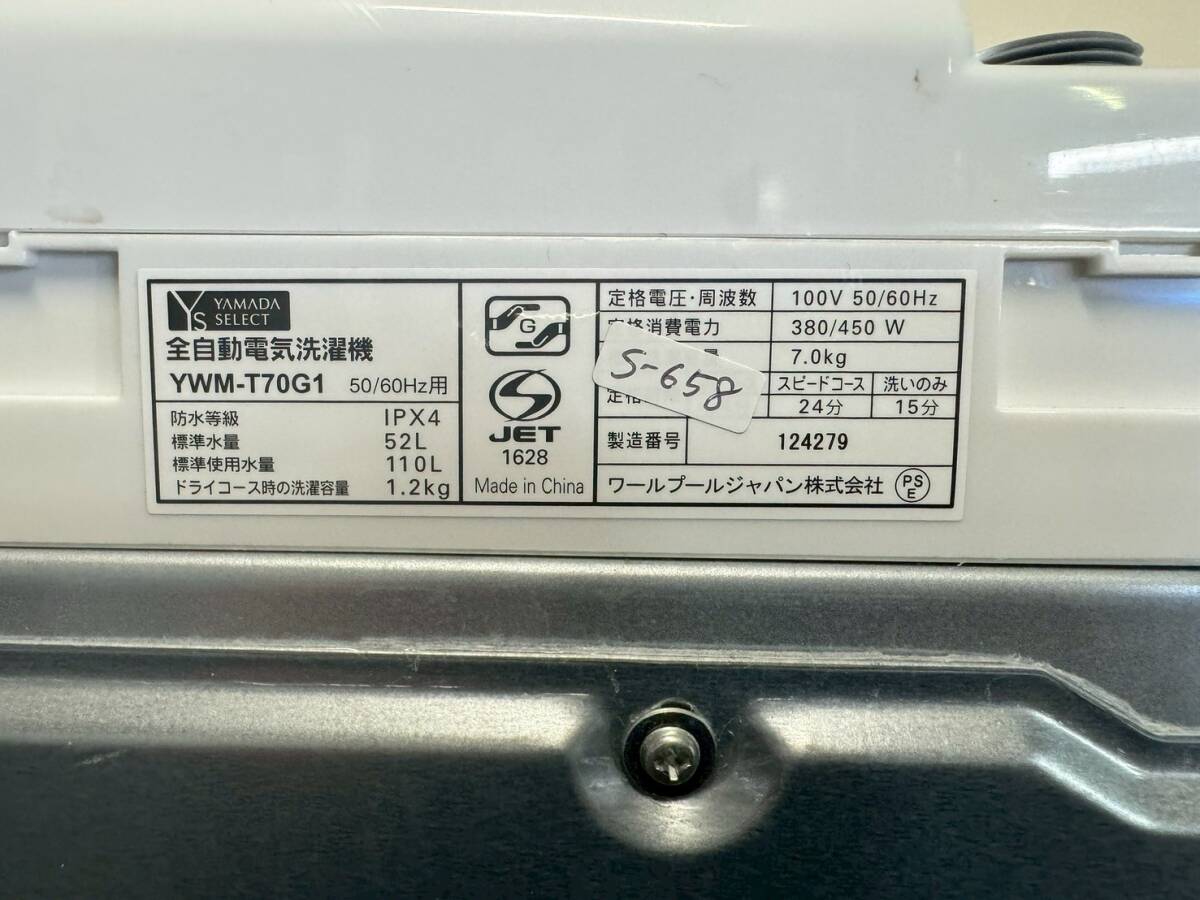 YAMADA
YS SELECT
全自動電気洗濯機
YWM-T70G1 50/60Hz用
防水等級 IPX4
標準水量 52L
標準使用水量 110L
ドライコース時の洗濯容量 1.2kg
G
S
JET
1628
Made in China
定格電圧・周波数 100V 50/60Hz
定格消費電力 380/450 W
7.0kg
スピードコース 洗いのみ
定格 24分 15分
S-658
製造番号 124279
ワールプールジャパン株式会社 PSE